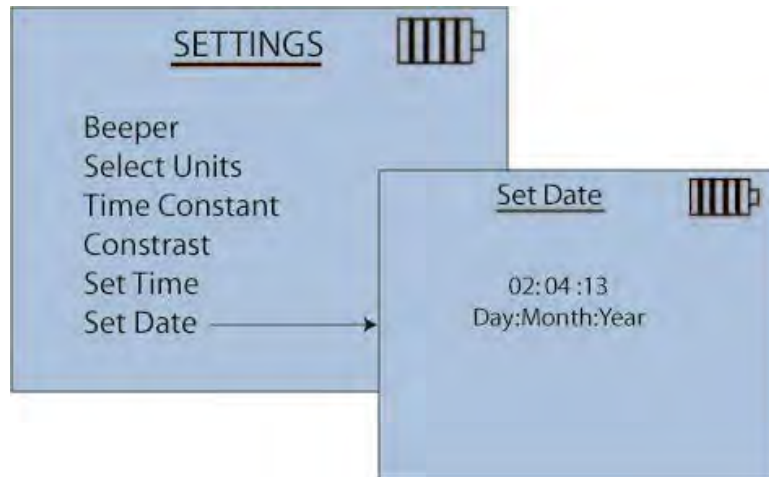 SETTINGS
Beeper
Select Units
Time Constant
Constrast
Set Time
Set Date
Set Date
02:04 :13
Day:Month:Year